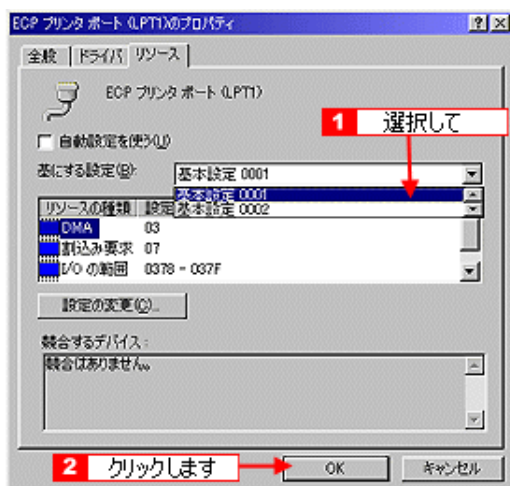 ECP プリンタ ポート (LPT1)のプロパティ
全般 ドライバ リソース
ECP プリンタ ポート (LPT1)
1 選択して
自動設定を使う(U)
基にする設定(B):
基本設定 0001
基本設定 0001
基本設定 0002
リソースの種類 設定
DMA 03
割込み要求 07
I/O の範囲 0378 - 037F
設定の変更(C)...
競合するデバイス:
競合はありません。
2 クリックします
OK
キャンセル